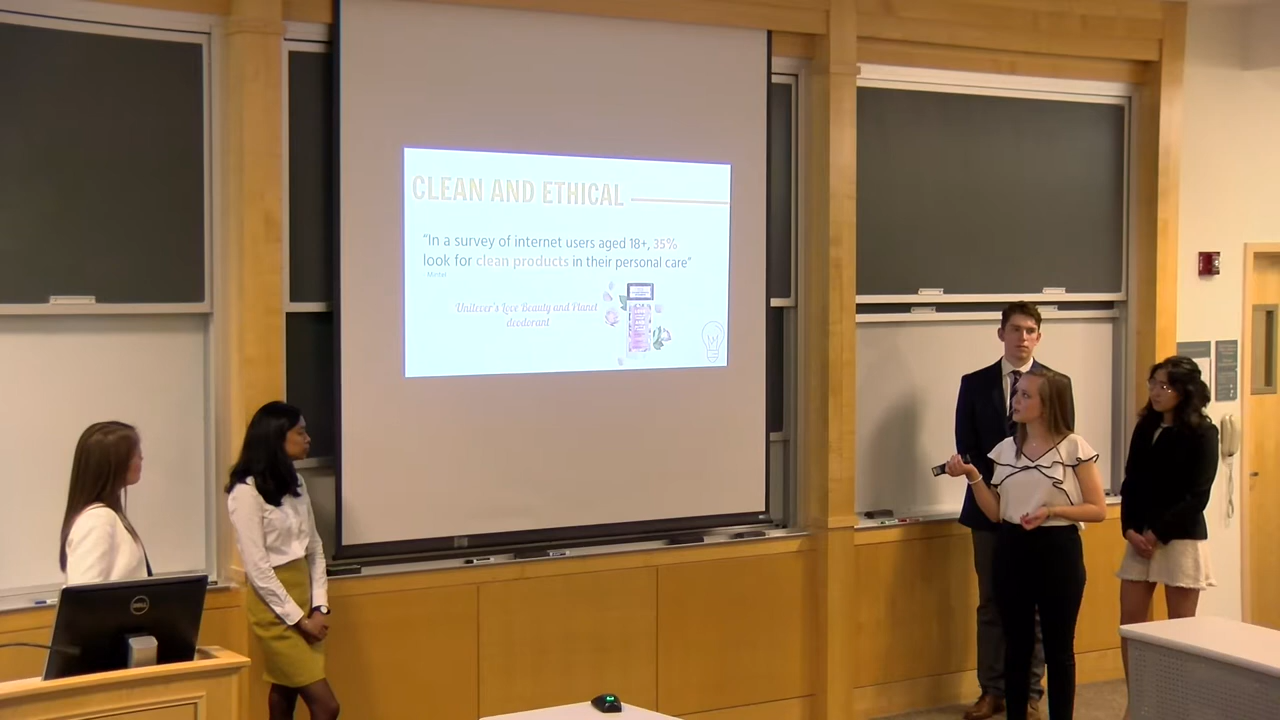 CLEAN AND ETHICAL
"In a survey of internet users aged 18+, 35%
look for clean products in their personal care"
Mintel
Unilever's Love Beauty and Planet
deodorant
DELL